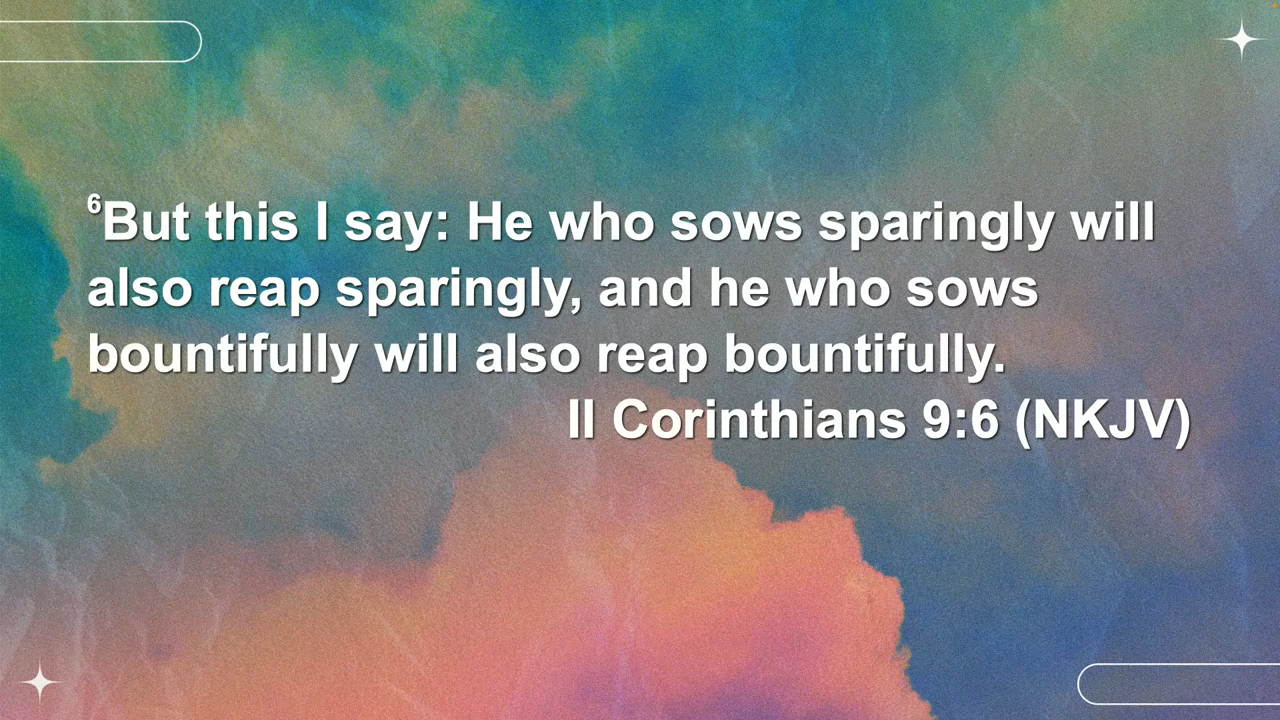 ⁶But this I say: He who sows sparingly will
also reap sparingly, and he who sows
bountifully will also reap bountifully.
II Corinthians 9:6 (NKJV)